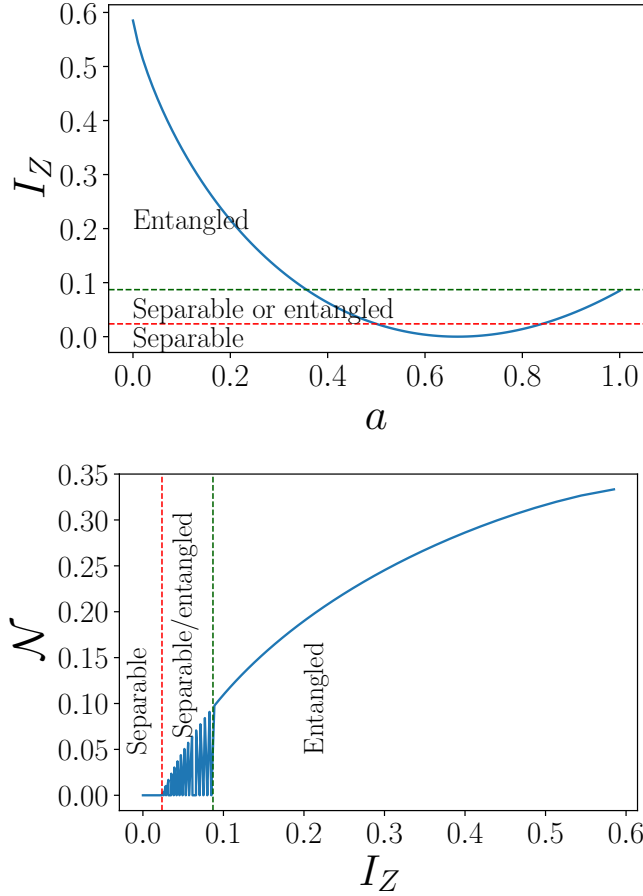 0.6
0.5
0.4
0.3
0.2
0.1
0.0
I_Z
Entangled
Separable or entangled
Separable
0.0 0.2 0.4 0.6 0.8 1.0
a
0.35
0.30
0.25
0.20
0.15
0.10
0.05
0.00
𝒩
Separable
Separable/entangled
Entangled
0.0 0.1 0.2 0.3 0.4 0.5 0.6
I_Z